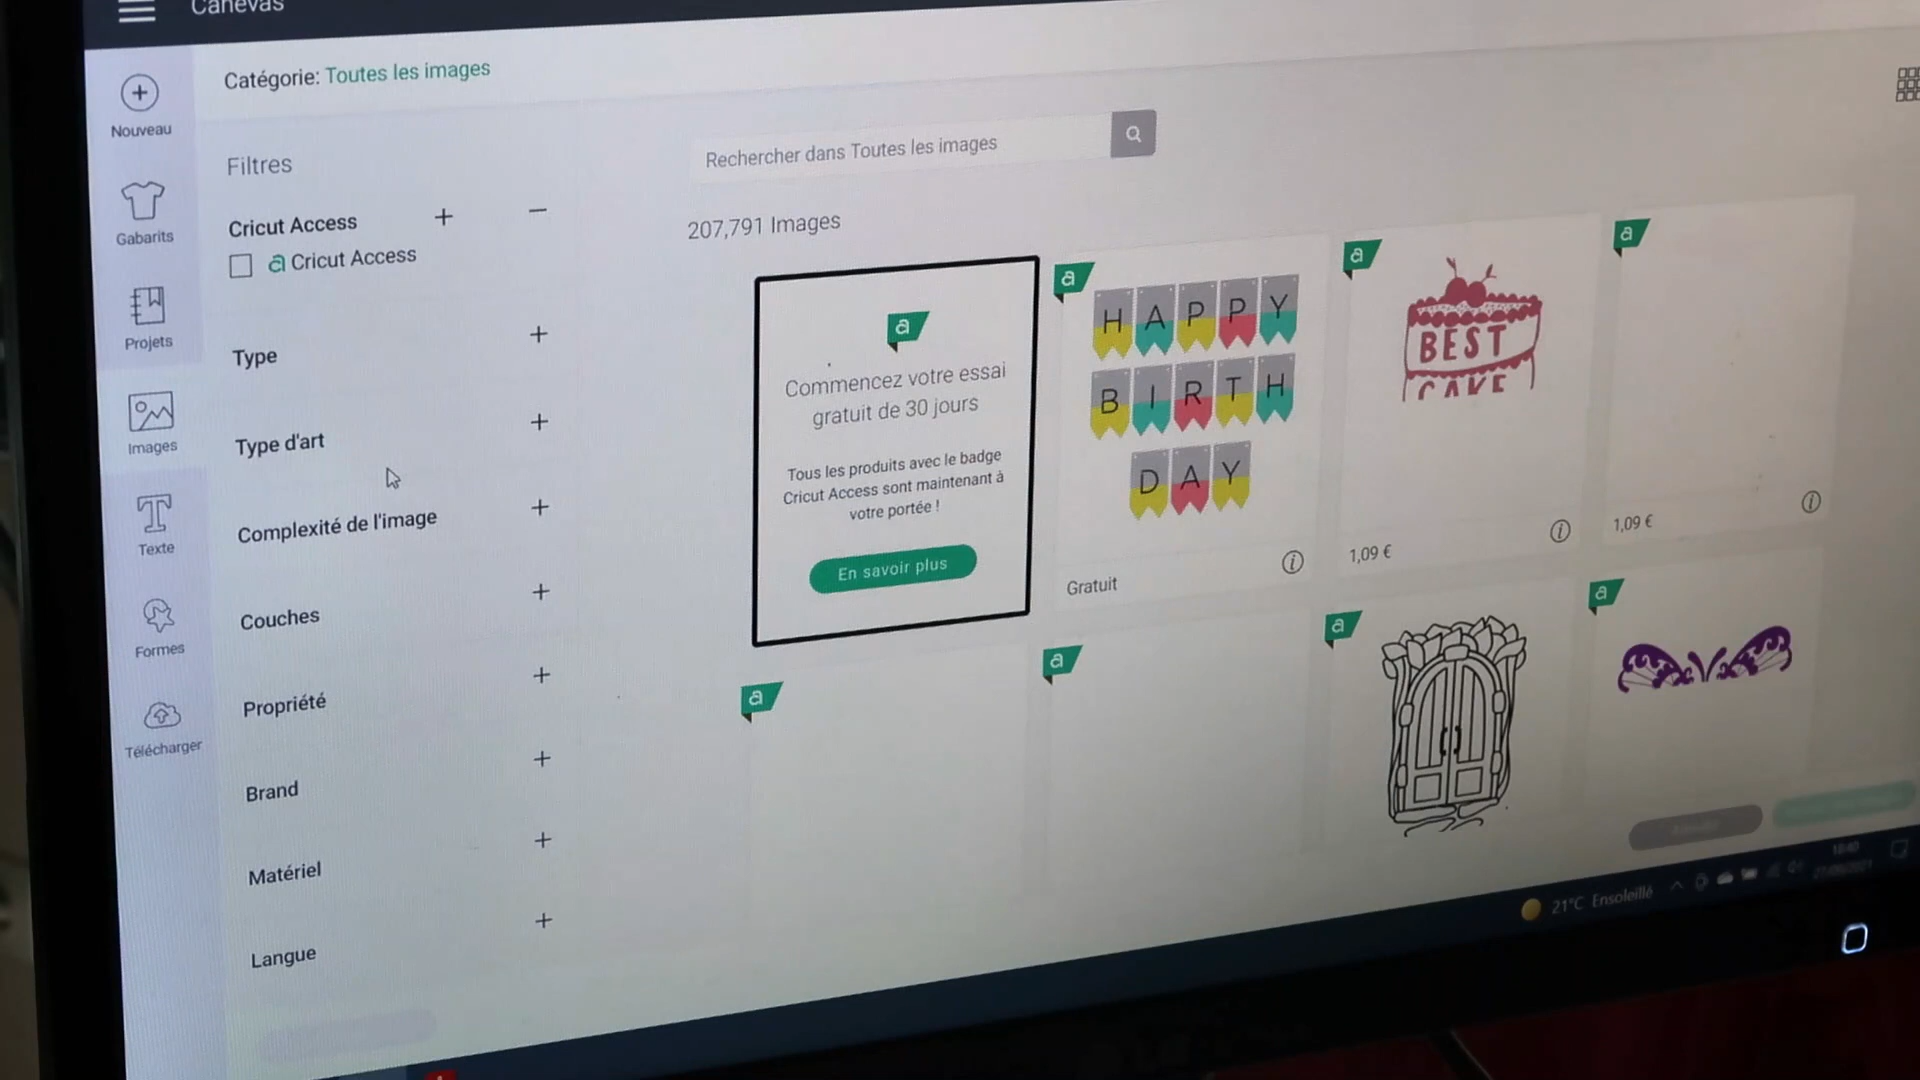 Canevas
Catégorie: Toutes les images
Nouveau
Gabarits
Projets
Images
Texte
Formes
Télécharger
Filtres
Cricut Access + −
a Cricut Access
Type +
Type d'art +
Complexité de l'image +
Couches +
Propriété +
Brand +
Matériel +
Langue +
Rechercher dans Toutes les images
207,791 Images
a
Commencez votre essai
gratuit de 30 jours
Tous les produits avec le badge
Cricut Access sont maintenant à
votre portée !
En savoir plus
a
HAPPY
BIRTH
DAY
Gratuit
i
a
BEST
CAKE
1,09 €
i
a
1,09 €
i
a
a
a
a
21°C Ensoleillé
18:40